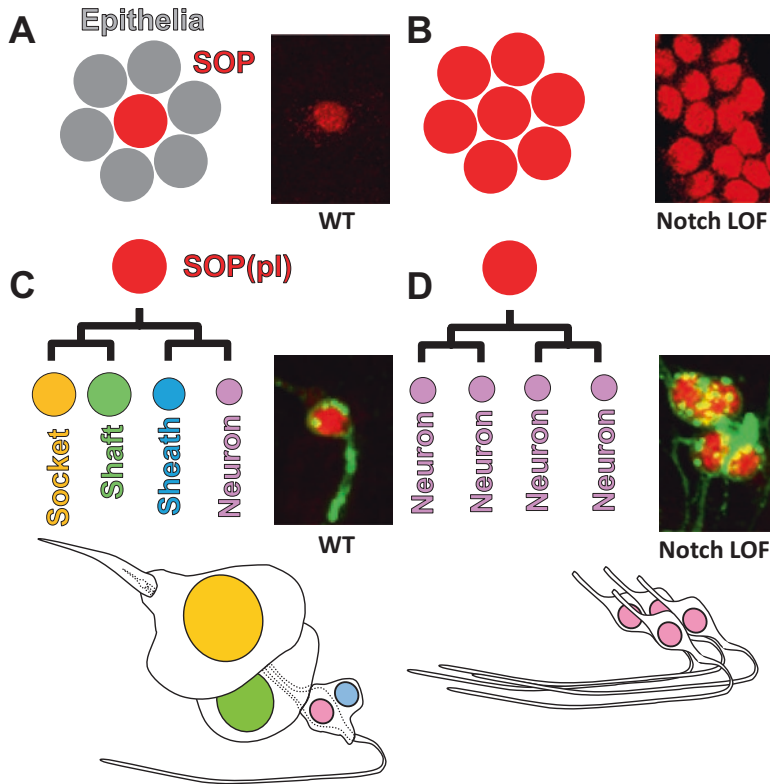 A
Epithelia
SOP
WT
B
Notch LOF
C
SOP(pI)
Socket
Shaft
Sheath
Neuron
WT
D
Neuron
Neuron
Neuron
Neuron
Notch LOF